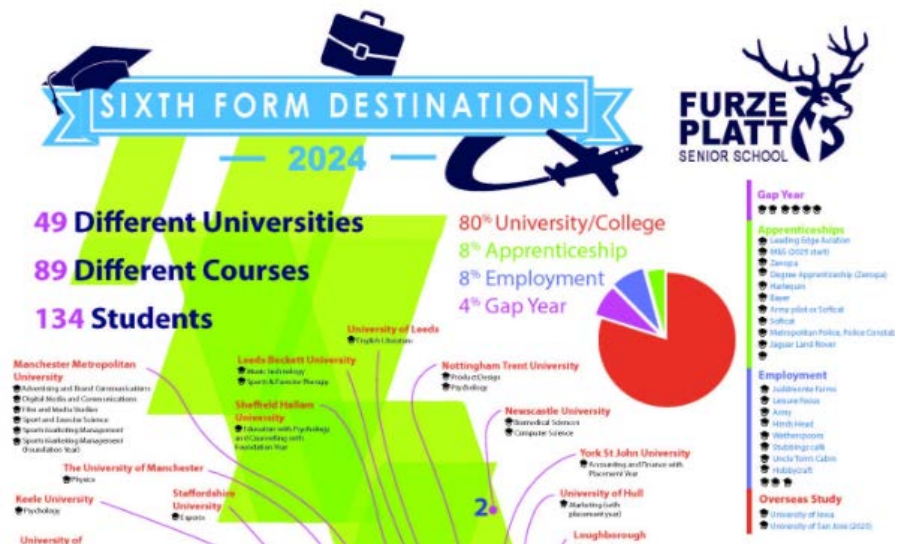 SIXTH FORM DESTINATIONS
2024
FURZE
PLATT
SENIOR SCHOOL
49 Different Universities
89 Different Courses
134 Students
80% University/College
8% Apprenticeship
8% Employment
4% Gap Year
Gap Year
Apprenticeships
Leading Edge Aviation
M&S (2025 start)
Zenopa
Degree Apprenticeship (Zenopa)
Harlequin
Bayer
Army pilot or Softcat
Softcat
Metropolitan Police, Police Constab
Jaguar Land Rover
Employment
Leisure Focus
Army
Hinds Head
Wetherspoons
Stubbings café
Uncle Tom's Cabin
Hobbycraft
Overseas Study
University of Iowa
University of San Jose (2025)
University of Leeds
English Literature
Manchester Metropolitan
University
Advertising and Brand Communications
Digital Media and Communications
Film and Media Studies
Sport and Exercise Science
Sports Marketing Management
Sports Marketing Management
(Foundation Year)
Leeds Beckett University
Music Technology
Sports & Exercise Therapy
Sheffield Hallam
University
Education with Psychology
and Counselling with
Foundation Year
Nottingham Trent University
Product Design
Psychology
Newcastle University
Biomedical Sciences
Computer Science
The University of Manchester
Physics
York St John University
Accounting and Finance with
Placement Year
Keele University
Psychology
Staffordshire
University
Esports
2
University of Hull
Marketing (with
placement year)
University of
Loughborough